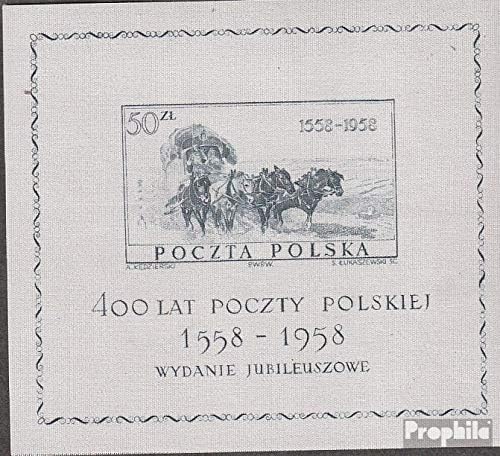 50 ZŁ
1558-1958
POCZTA POLSKA
A. KĘDZIERSKI PWPW. S. ŁUKASZEWSKI SC.
400 LAT POCZTY POLSKIEJ
1558 - 1958
WYDANIE JUBILEUSZOWE
Prophila